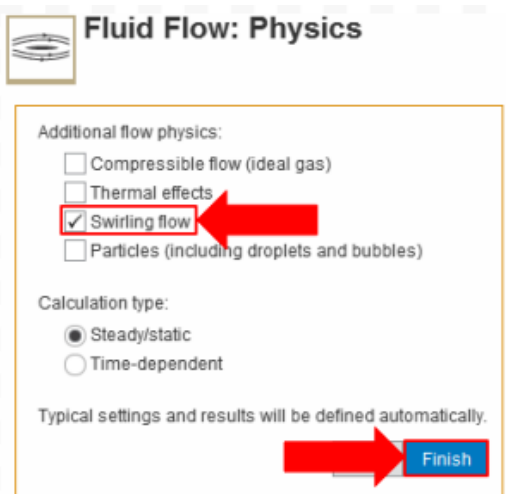 Fluid Flow: Physics
Additional flow physics:
Compressible flow (ideal gas)
Thermal effects
Swirling flow
Particles (including droplets and bubbles)
Calculation type:
Steady/static
Time-dependent
Typical settings and results will be defined automatically.
Finish